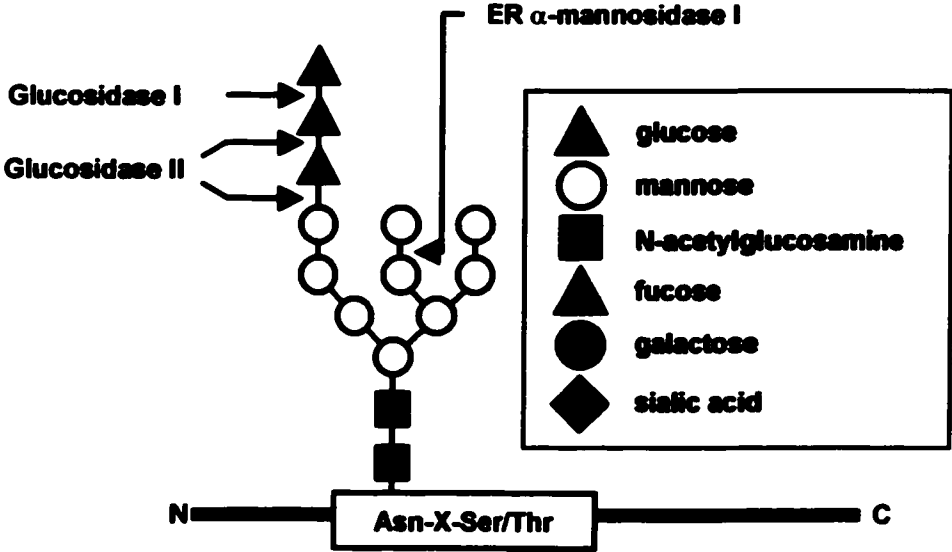 ER α-mannosidase I
Glucosidase I
Glucosidase II
glucose
mannose
N-acetylglucosamine
fucose
galactose
sialic acid
N
Asn-X-Ser/Thr
C